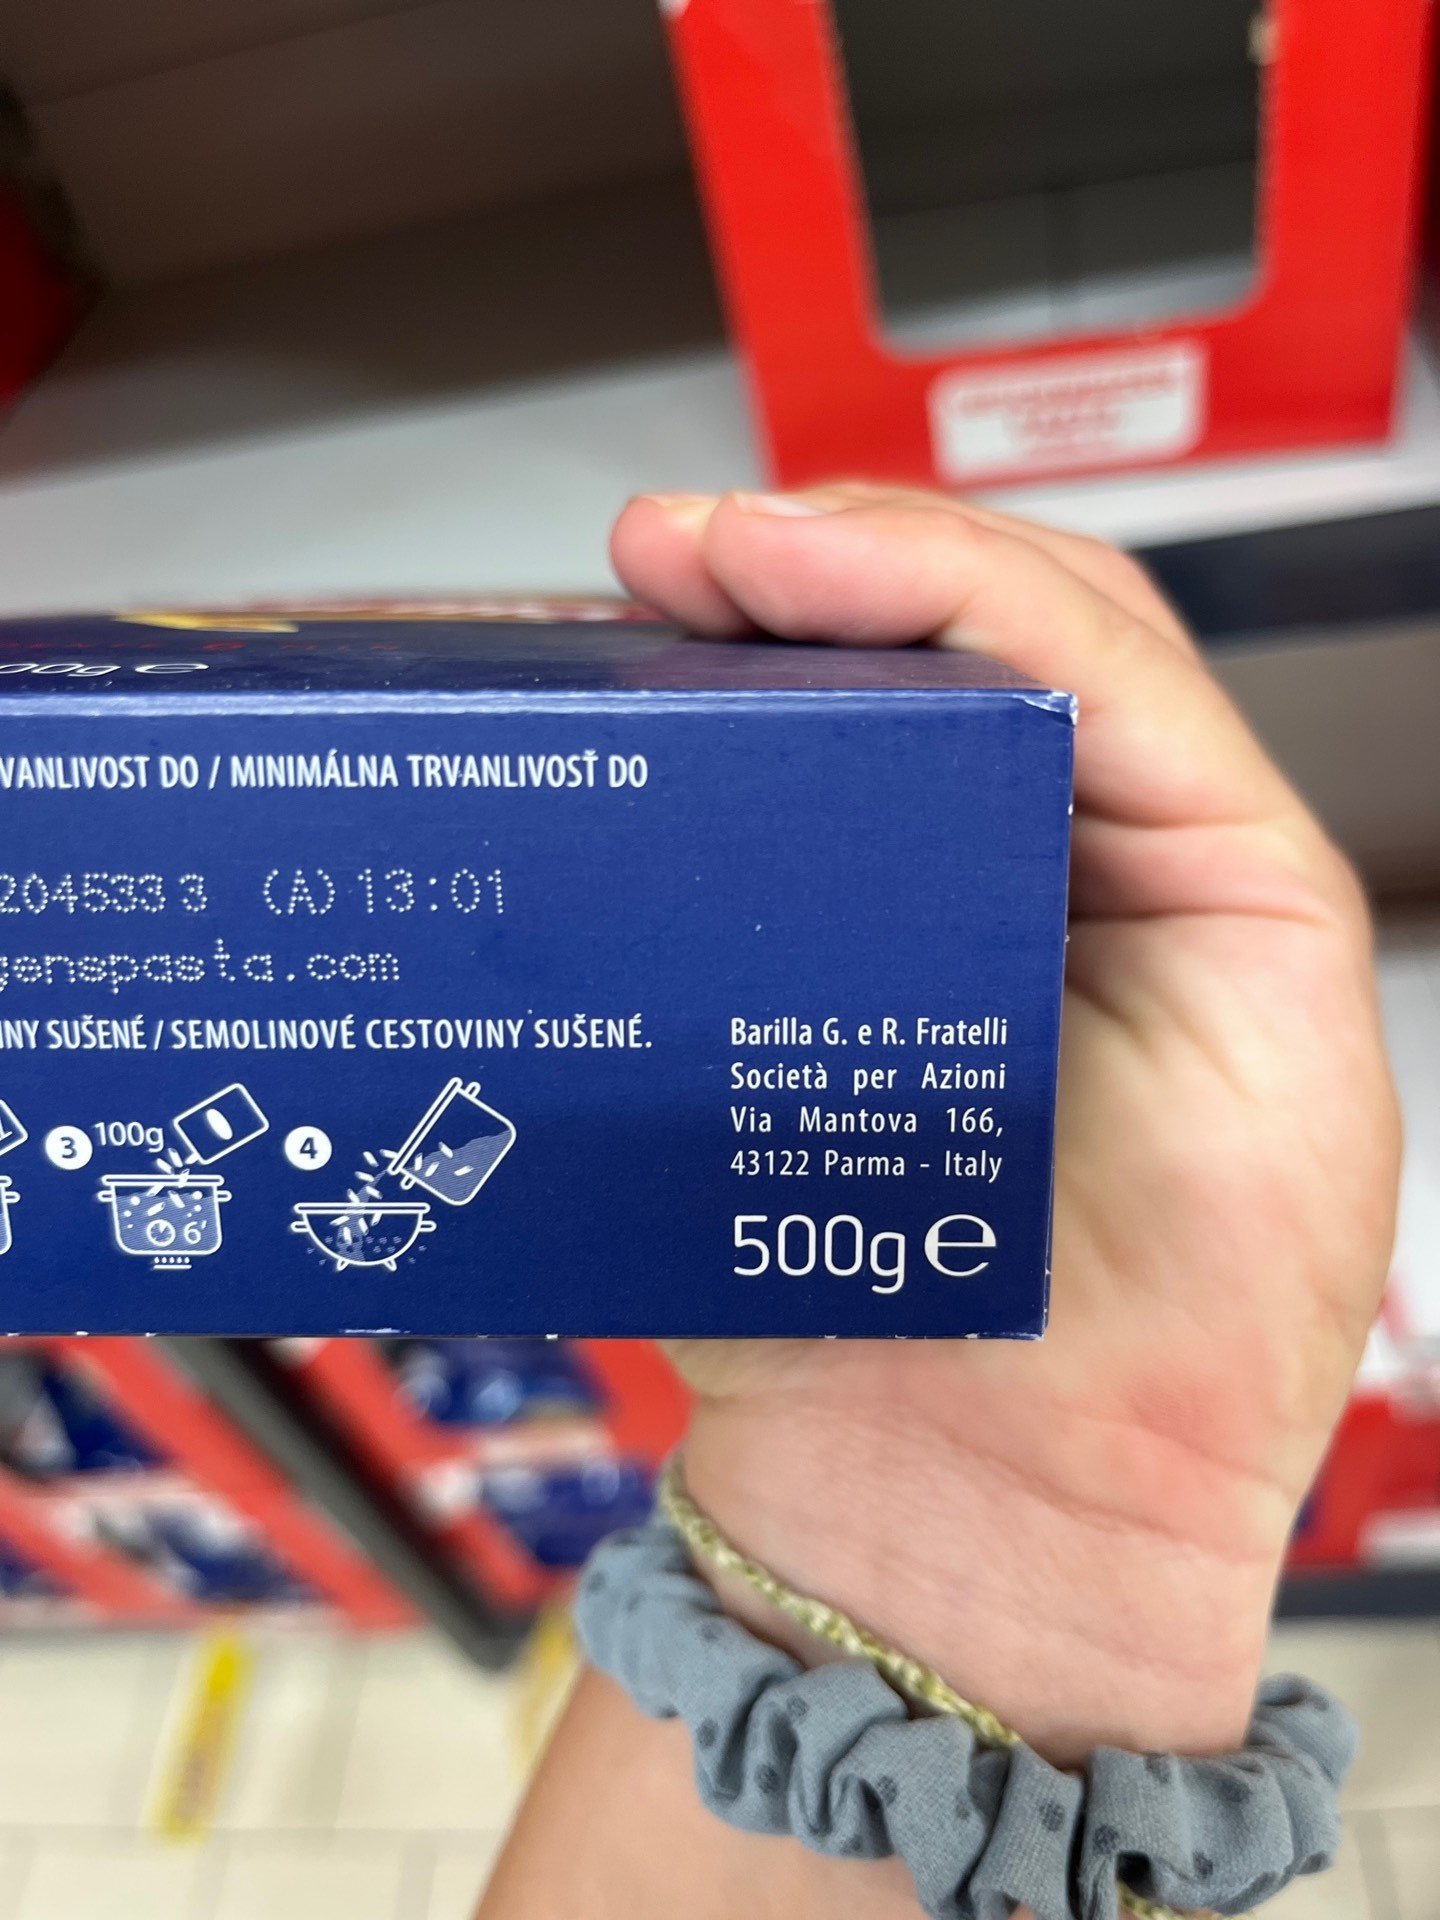 00g ℮
VANLIVOST DO / MINIMÁLNA TRVANLIVOSŤ DO
2045333 (A) 13:01
genspasta.com
INY SUŠENÉ / SEMOLINOVÉ CESTOVINY SUŠENÉ.
3 100g
6'
4
Barilla G. e R. Fratelli
Società per Azioni
Via Mantova 166,
43122 Parma - Italy
500g ℮